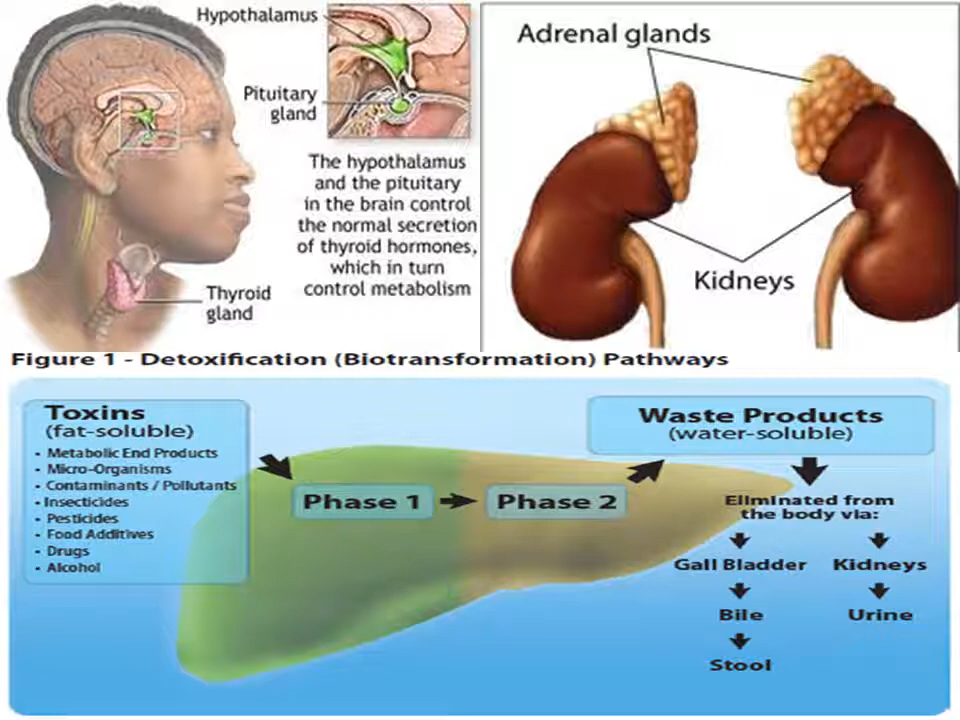 Hypothalamus
Pituitary
gland
The hypothalamus
and the pituitary
in the brain control
the normal secretion
of thyroid hormones,
which in turn
control metabolism
Thyroid
gland
Adrenal glands
Kidneys
Figure 1 - Detoxification (Biotransformation) Pathways
Toxins
(fat-soluble)
• Metabolic End Products
• Micro-Organisms
• Contaminants / Pollutants
• Insecticides
• Pesticides
• Food Additives
• Drugs
• Alcohol
Phase 1
Phase 2
Waste Products
(water-soluble)
Eliminated from
the body via:
Gall Bladder
Bile
Stool
Kidneys
Urine